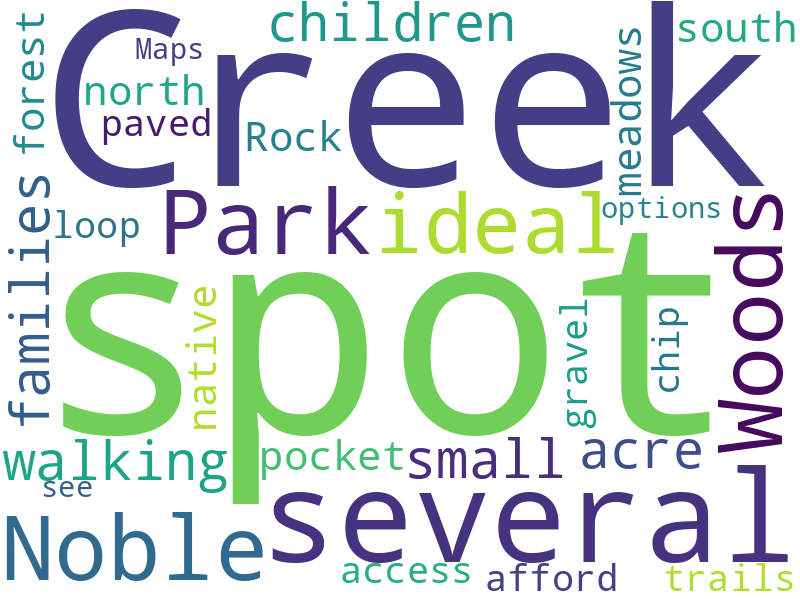 Creek
children
south
forest
Maps
north
paved
Rock
meadows
Park
ideal
options
families
loop
Woods
spot
native
gravel
chip
walking
pocket
small
acre
see
Noble
several
access
afford
trails